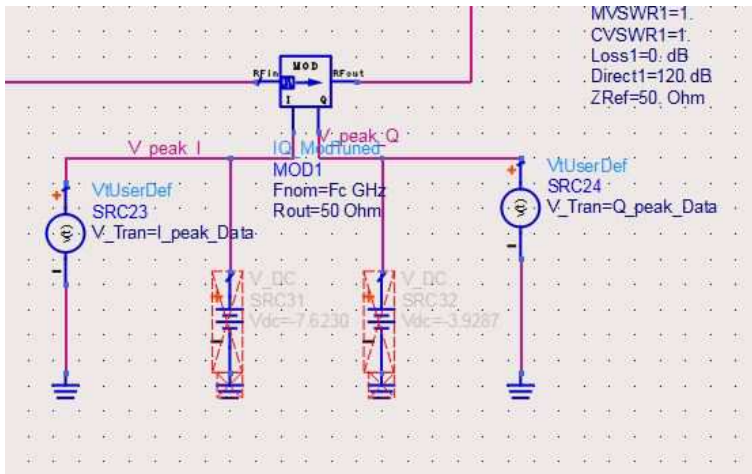 MVSWR1=1.
CVSWR1=1.
Loss1=0. dB
Direct1=120. dB
ZRef=50. Ohm
MOD
RFin
RFout
I Q
V_peak_I
V_peak_Q
IQ_ModTuned
MOD1
Fnom=Fc GHz
Rout=50 Ohm
VtUserDef
SRC23
V_Tran=I_peak_Data
VtUserDef
SRC24
V_Tran=Q_peak_Data
V_DC
SRC31
Vdc=-7.6230
V_DC
SRC32
Vdc=-3.9287